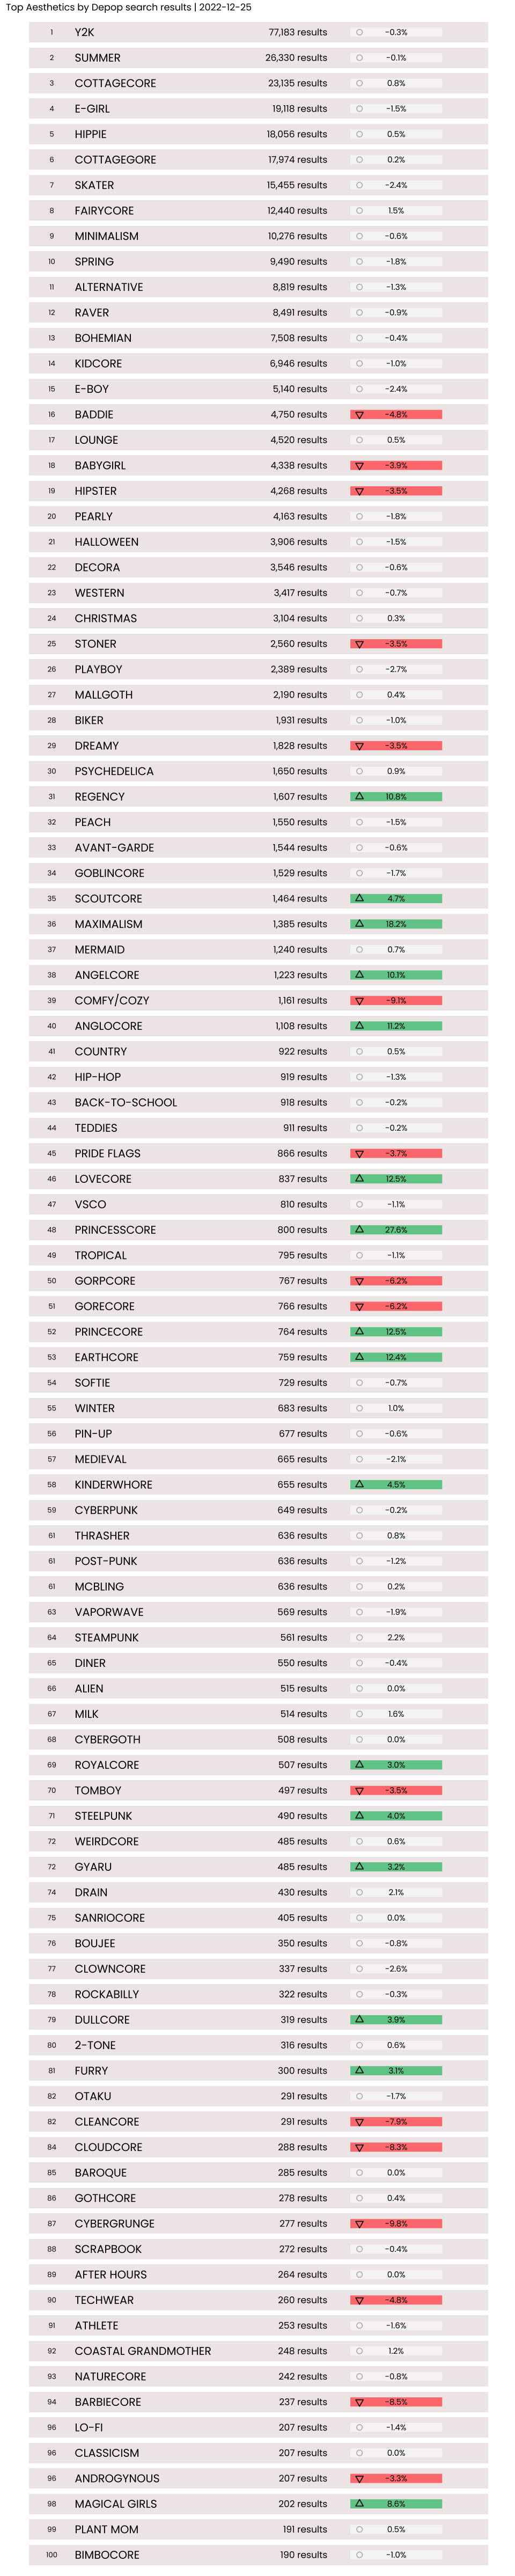 Top Aesthetics by Depop search results | 2022-12-25
1 Y2K 77,183 results -0.3%
2 SUMMER 26,330 results -0.1%
3 COTTAGECORE 23,135 results 0.8%
4 E-GIRL 19,118 results -1.5%
5 HIPPIE 18,056 results 0.5%
6 COTTAGEGORE 17,974 results 0.2%
7 SKATER 15,455 results -2.4%
8 FAIRYCORE 12,440 results 1.5%
9 MINIMALISM 10,276 results -0.6%
10 SPRING 9,490 results -1.8%
11 ALTERNATIVE 8,819 results -1.3%
12 RAVER 8,491 results -0.9%
13 BOHEMIAN 7,508 results -0.4%
14 KIDCORE 6,946 results -1.0%
15 E-BOY 5,140 results -2.4%
16 BADDIE 4,750 results -4.8%
17 LOUNGE 4,520 results 0.5%
18 BABYGIRL 4,338 results -3.9%
19 HIPSTER 4,268 results -3.5%
20 PEARLY 4,163 results -1.8%
21 HALLOWEEN 3,906 results -1.5%
22 DECORA 3,546 results -0.6%
23 WESTERN 3,417 results -0.7%
24 CHRISTMAS 3,104 results 0.3%
25 STONER 2,560 results -3.5%
26 PLAYBOY 2,389 results -2.7%
27 MALLGOTH 2,190 results 0.4%
28 BIKER 1,931 results -1.0%
29 DREAMY 1,828 results -3.5%
30 PSYCHEDELICA 1,650 results 0.9%
31 REGENCY 1,607 results 10.8%
32 PEACH 1,550 results -1.5%
33 AVANT-GARDE 1,544 results -0.6%
34 GOBLINCORE 1,529 results -1.7%
35 SCOUTCORE 1,464 results 4.7%
36 MAXIMALISM 1,385 results 18.2%
37 MERMAID 1,240 results 0.7%
38 ANGELCORE 1,223 results 10.1%
39 COMFY/COZY 1,161 results -9.1%
40 ANGLOCORE 1,108 results 11.2%
41 COUNTRY 922 results 0.5%
42 HIP-HOP 919 results -1.3%
43 BACK-TO-SCHOOL 918 results -0.2%
44 TEDDIES 911 results -0.2%
45 PRIDE FLAGS 866 results -3.7%
46 LOVECORE 837 results 12.5%
47 VSCO 810 results -1.1%
48 PRINCESSCORE 800 results 27.6%
49 TROPICAL 795 results -1.1%
50 GORPCORE 767 results -6.2%
51 GORECORE 766 results -6.2%
52 PRINCECORE 764 results 12.5%
53 EARTHCORE 759 results 12.4%
54 SOFTIE 729 results -0.7%
55 WINTER 683 results 1.0%
56 PIN-UP 677 results -0.6%
57 MEDIEVAL 665 results -2.1%
58 KINDERWHORE 655 results 4.5%
59 CYBERPUNK 649 results -0.2%
61 THRASHER 636 results 0.8%
61 POST-PUNK 636 results -1.2%
61 MCBLING 636 results 0.2%
63 VAPORWAVE 569 results -1.9%
64 STEAMPUNK 561 results 2.2%
65 DINER 550 results -0.4%
66 ALIEN 515 results 0.0%
67 MILK 514 results 1.6%
68 CYBERGOTH 508 results 0.0%
69 ROYALCORE 507 results 3.0%
70 TOMBOY 497 results -3.5%
71 STEELPUNK 490 results 4.0%
72 WEIRDCORE 485 results 0.6%
72 GYARU 485 results 3.2%
74 DRAIN 430 results 2.1%
75 SANRIOCORE 405 results 0.0%
76 BOUJEE 350 results -0.8%
77 CLOWNCORE 337 results -2.6%
78 ROCKABILLY 322 results -0.3%
79 DULLCORE 319 results 3.9%
80 2-TONE 316 results 0.6%
81 FURRY 300 results 3.1%
82 OTAKU 291 results -1.7%
82 CLEANCORE 291 results -7.9%
84 CLOUDCORE 288 results -8.3%
85 BAROQUE 285 results 0.0%
86 GOTHCORE 278 results 0.4%
87 CYBERGRUNGE 277 results -9.8%
88 SCRAPBOOK 272 results -0.4%
89 AFTER HOURS 264 results 0.0%
90 TECHWEAR 260 results -4.8%
91 ATHLETE 253 results -1.6%
92 COASTAL GRANDMOTHER 248 results 1.2%
93 NATURECORE 242 results -0.8%
94 BARBIECORE 237 results -8.5%
96 LO-FI 207 results -1.4%
96 CLASSICISM 207 results 0.0%
96 ANDROGYNOUS 207 results -3.3%
98 MAGICAL GIRLS 202 results 8.6%
99 PLANT MOM 191 results 0.5%
100 BIMBOCORE 190 results -1.0%